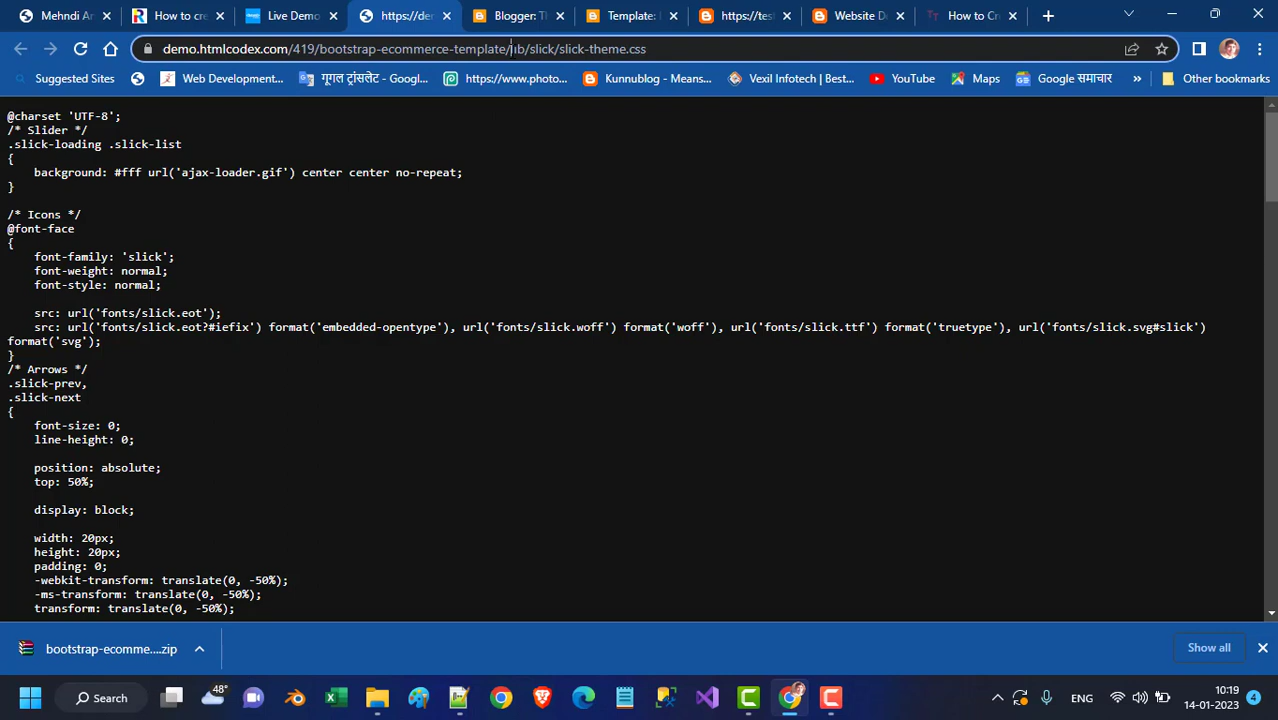 Mehndi Ar
How to cre
Live Demo
https://de
Blogger: Th
Template:
https://tes
Website De
How to Cr
demo.htmlcodex.com/419/bootstrap-ecommerce-template/lib/slick/slick-theme.css
Suggested Sites
Web Development...
गूगल ट्रांसलेट - Googl...
https://www.photo...
Kunnublog - Means...
Vexil Infotech | Best...
YouTube
Maps
Google समाचार
»
Other bookmarks
@charset 'UTF-8';
/* Slider */
.slick-loading .slick-list
{
background: #fff url('ajax-loader.gif') center center no-repeat;
}
/* Icons */
@font-face
{
font-family: 'slick';
font-weight: normal;
font-style: normal;
src: url('fonts/slick.eot');
src: url('fonts/slick.eot?#iefix') format('embedded-opentype'), url('fonts/slick.woff') format('woff'), url('fonts/slick.ttf') format('truetype'), url('fonts/slick.svg#slick')
format('svg');
}
/* Arrows */
.slick-prev,
.slick-next
{
font-size: 0;
line-height: 0;
position: absolute;
top: 50%;
display: block;
width: 20px;
height: 20px;
padding: 0;
-webkit-transform: translate(0, -50%);
-ms-transform: translate(0, -50%);
transform: translate(0, -50%);
bootstrap-ecomme....zip
Show all
Search
48°
ENG
10:19
14-01-2023
4